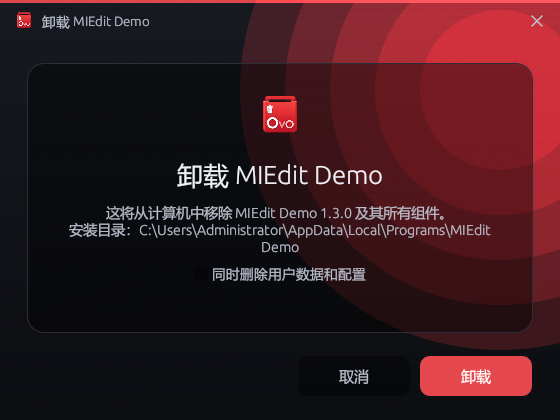 卸载 MIEdit Demo
OvO
卸载 MIEdit Demo
这将从计算机中移除 MIEdit Demo 1.3.0 及其所有组件。
安装目录：C:\Users\Administrator\AppData\Local\Programs\MIEdit
Demo
同时删除用户数据和配置
取消
卸载